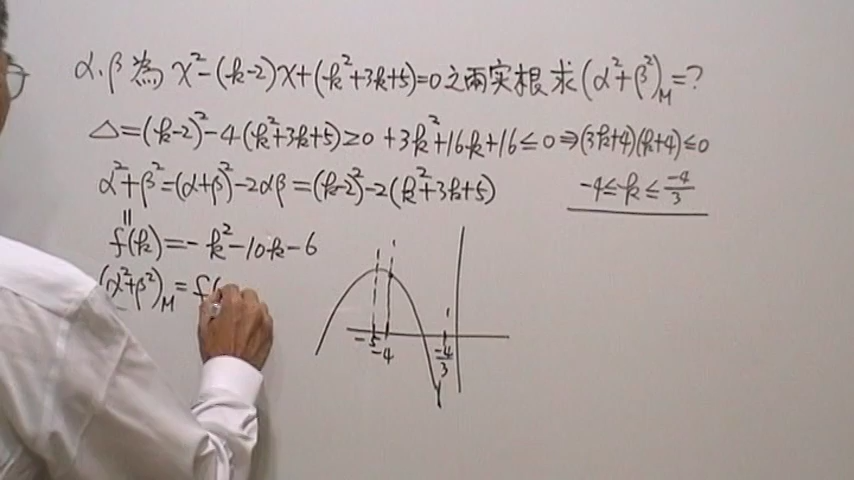 α、β為 x²-(k-2)x+(k²+3k+5)=0之兩实根求(α²+β²)_M=?
△=(k-2)²-4(k²+3k+5)≥0 +3k²+16k+16≤0⇒(3k+4)(k+4)≤0
α²+β²=(α+β)²-2αβ=(k-2)²-2(k²+3k+5) -4≤k≤-4/3
||
f(k)=-k²-10k-6
(α²+β²)_M=f(
-5
-4
-4/3